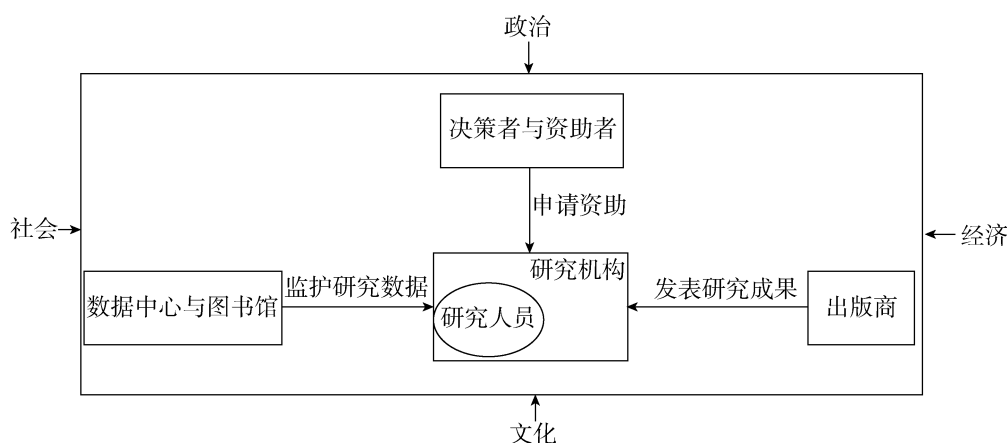 政治
决策者与资助者
申请资助
社会
经济
研究机构
数据中心与图书馆
监护研究数据
研究人员
发表研究成果
出版商
文化